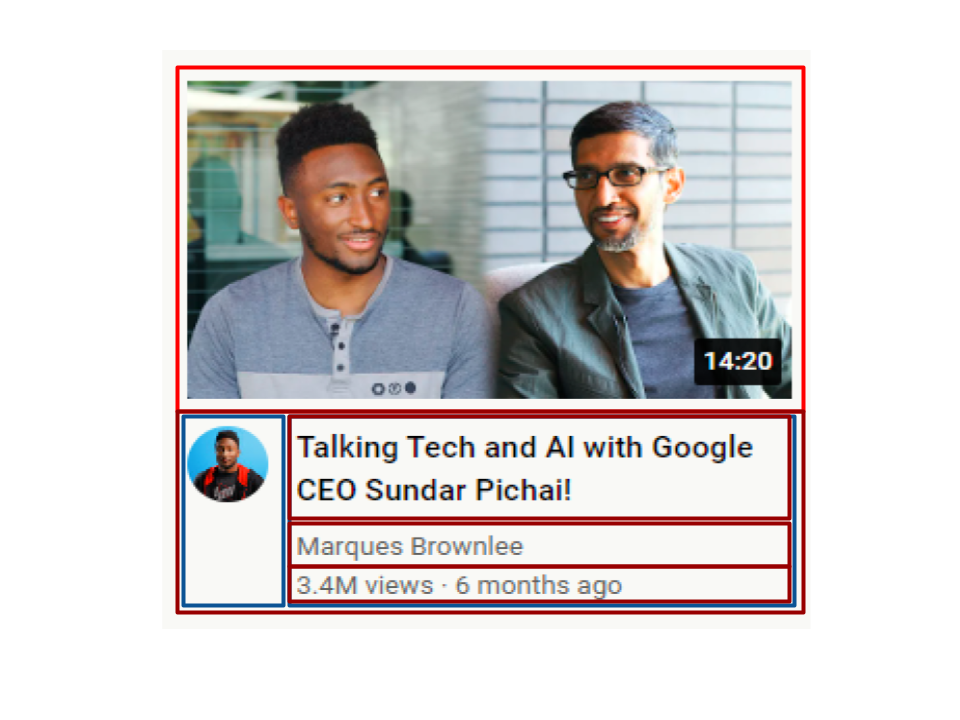 14:20
Talking Tech and AI with Google
CEO Sundar Pichai!
Marques Brownlee
3.4M views · 6 months ago